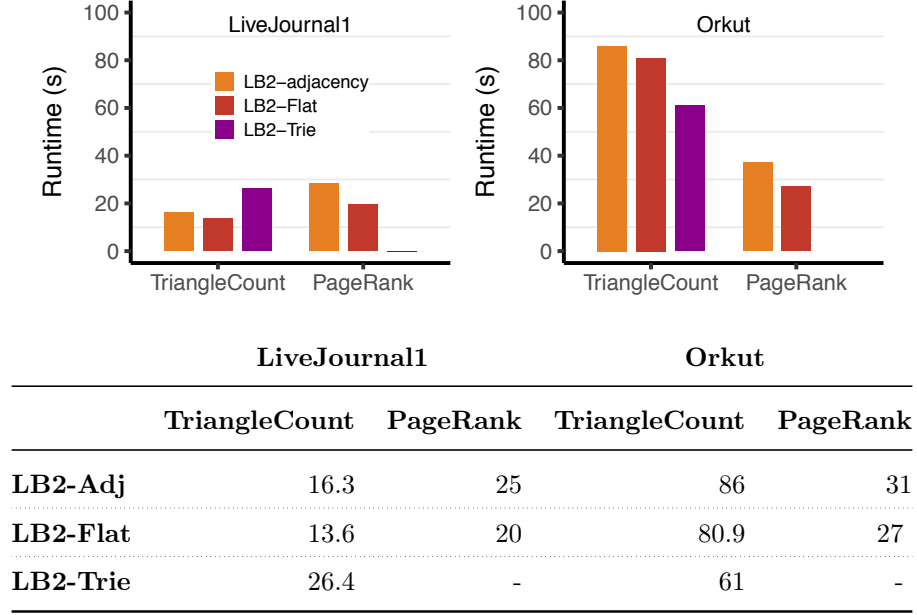 LiveJournal1
Runtime (s)
100
80
60
40
20
0
LB2-adjacency
LB2-Flat
LB2-Trie
TriangleCount PageRank
Orkut
Runtime (s)
100
80
60
40
20
0
TriangleCount PageRank
LiveJournal1 Orkut
TriangleCount PageRank TriangleCount PageRank
LB2-Adj 16.3 25 86 31
LB2-Flat 13.6 20 80.9 27
LB2-Trie 26.4 - 61 -